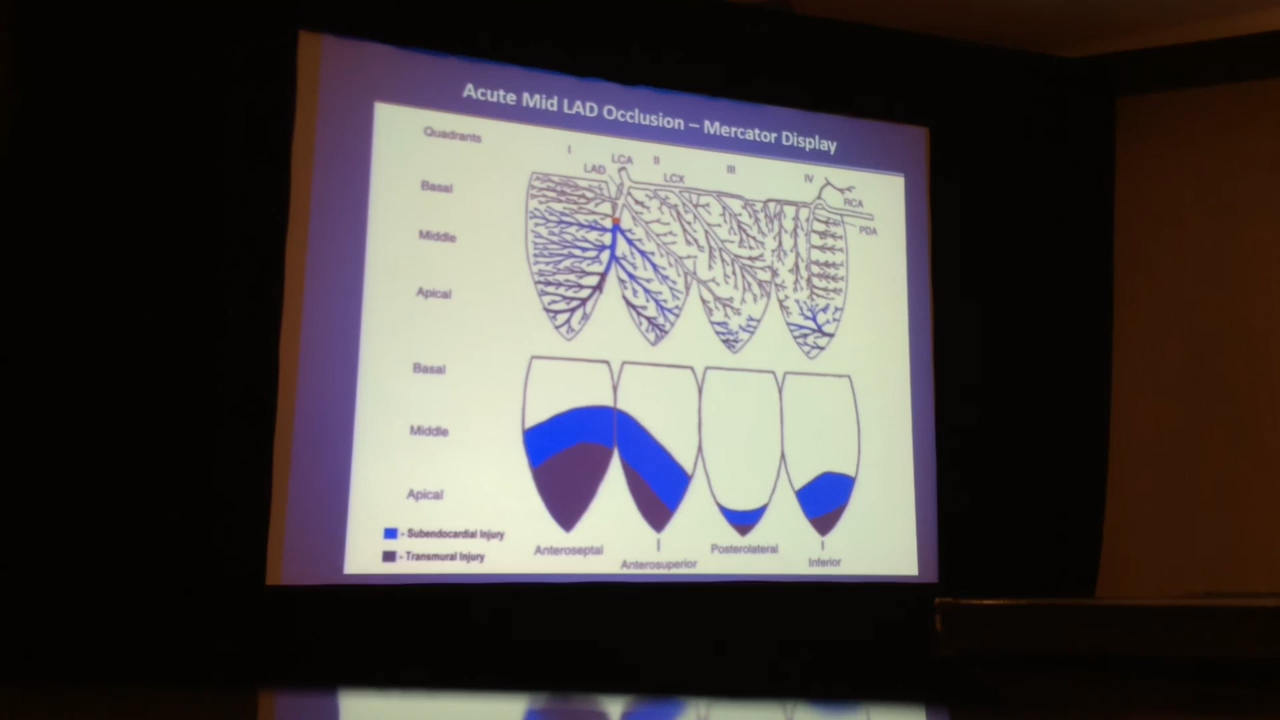 Acute Mid LAD Occlusion – Mercator Display
Quadrants
I
II
III
IV
LCA
LAD
LCX
RCA
PDA
Basal
Middle
Apical
Basal
Middle
Apical
- Subendocardial Injury
- Transmural Injury
Anteroseptal
Anterosuperior
Posterolateral
Inferior